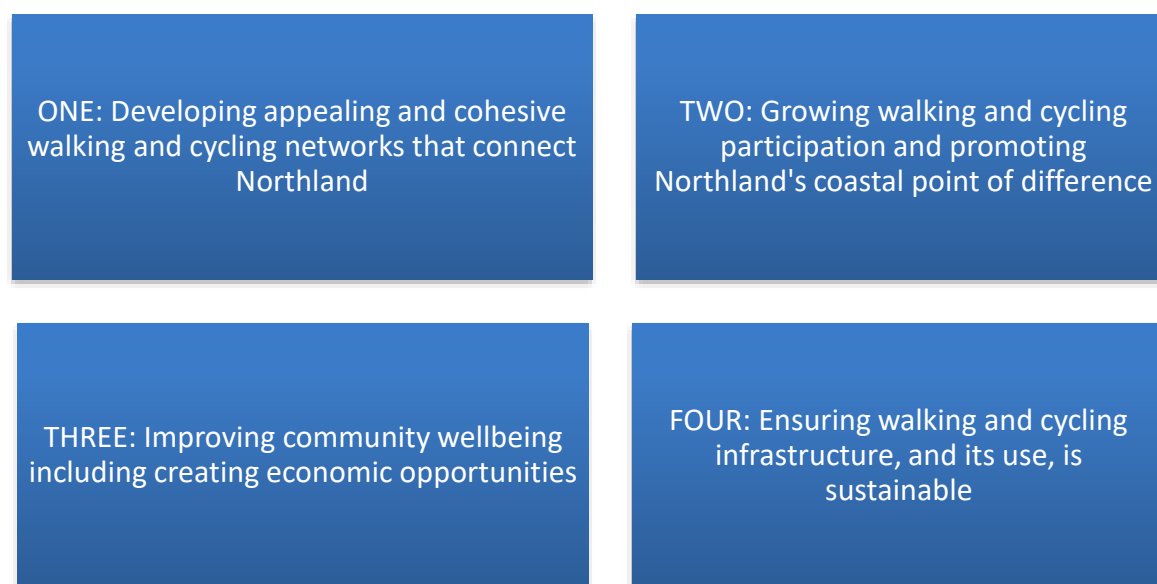 ONE: Developing appealing and cohesive
walking and cycling networks that connect
Northland
TWO: Growing walking and cycling
participation and promoting
Northland's coastal point of difference
THREE: Improving community wellbeing
including creating economic opportunities
FOUR: Ensuring walking and cycling
infrastructure, and its use, is
sustainable